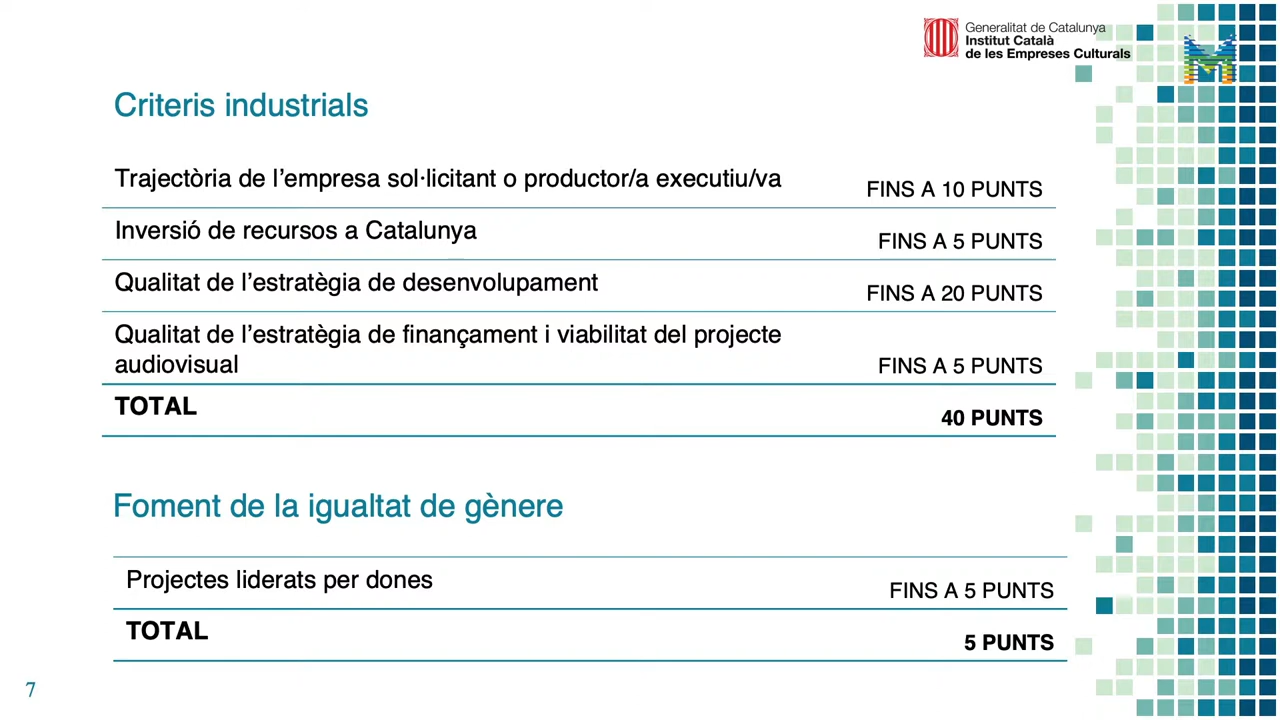 Generalitat de Catalunya
Institut Català
de les Empreses Culturals
Criteris industrials
Trajectòria de l’empresa sol·licitant o productor/a executiu/va
FINS A 10 PUNTS
Inversió de recursos a Catalunya
FINS A 5 PUNTS
Qualitat de l’estratègia de desenvolupament
FINS A 20 PUNTS
Qualitat de l’estratègia de finançament i viabilitat del projecte
audiovisual
FINS A 5 PUNTS
TOTAL
40 PUNTS
Foment de la igualtat de gènere
Projectes liderats per dones
FINS A 5 PUNTS
TOTAL
5 PUNTS
7